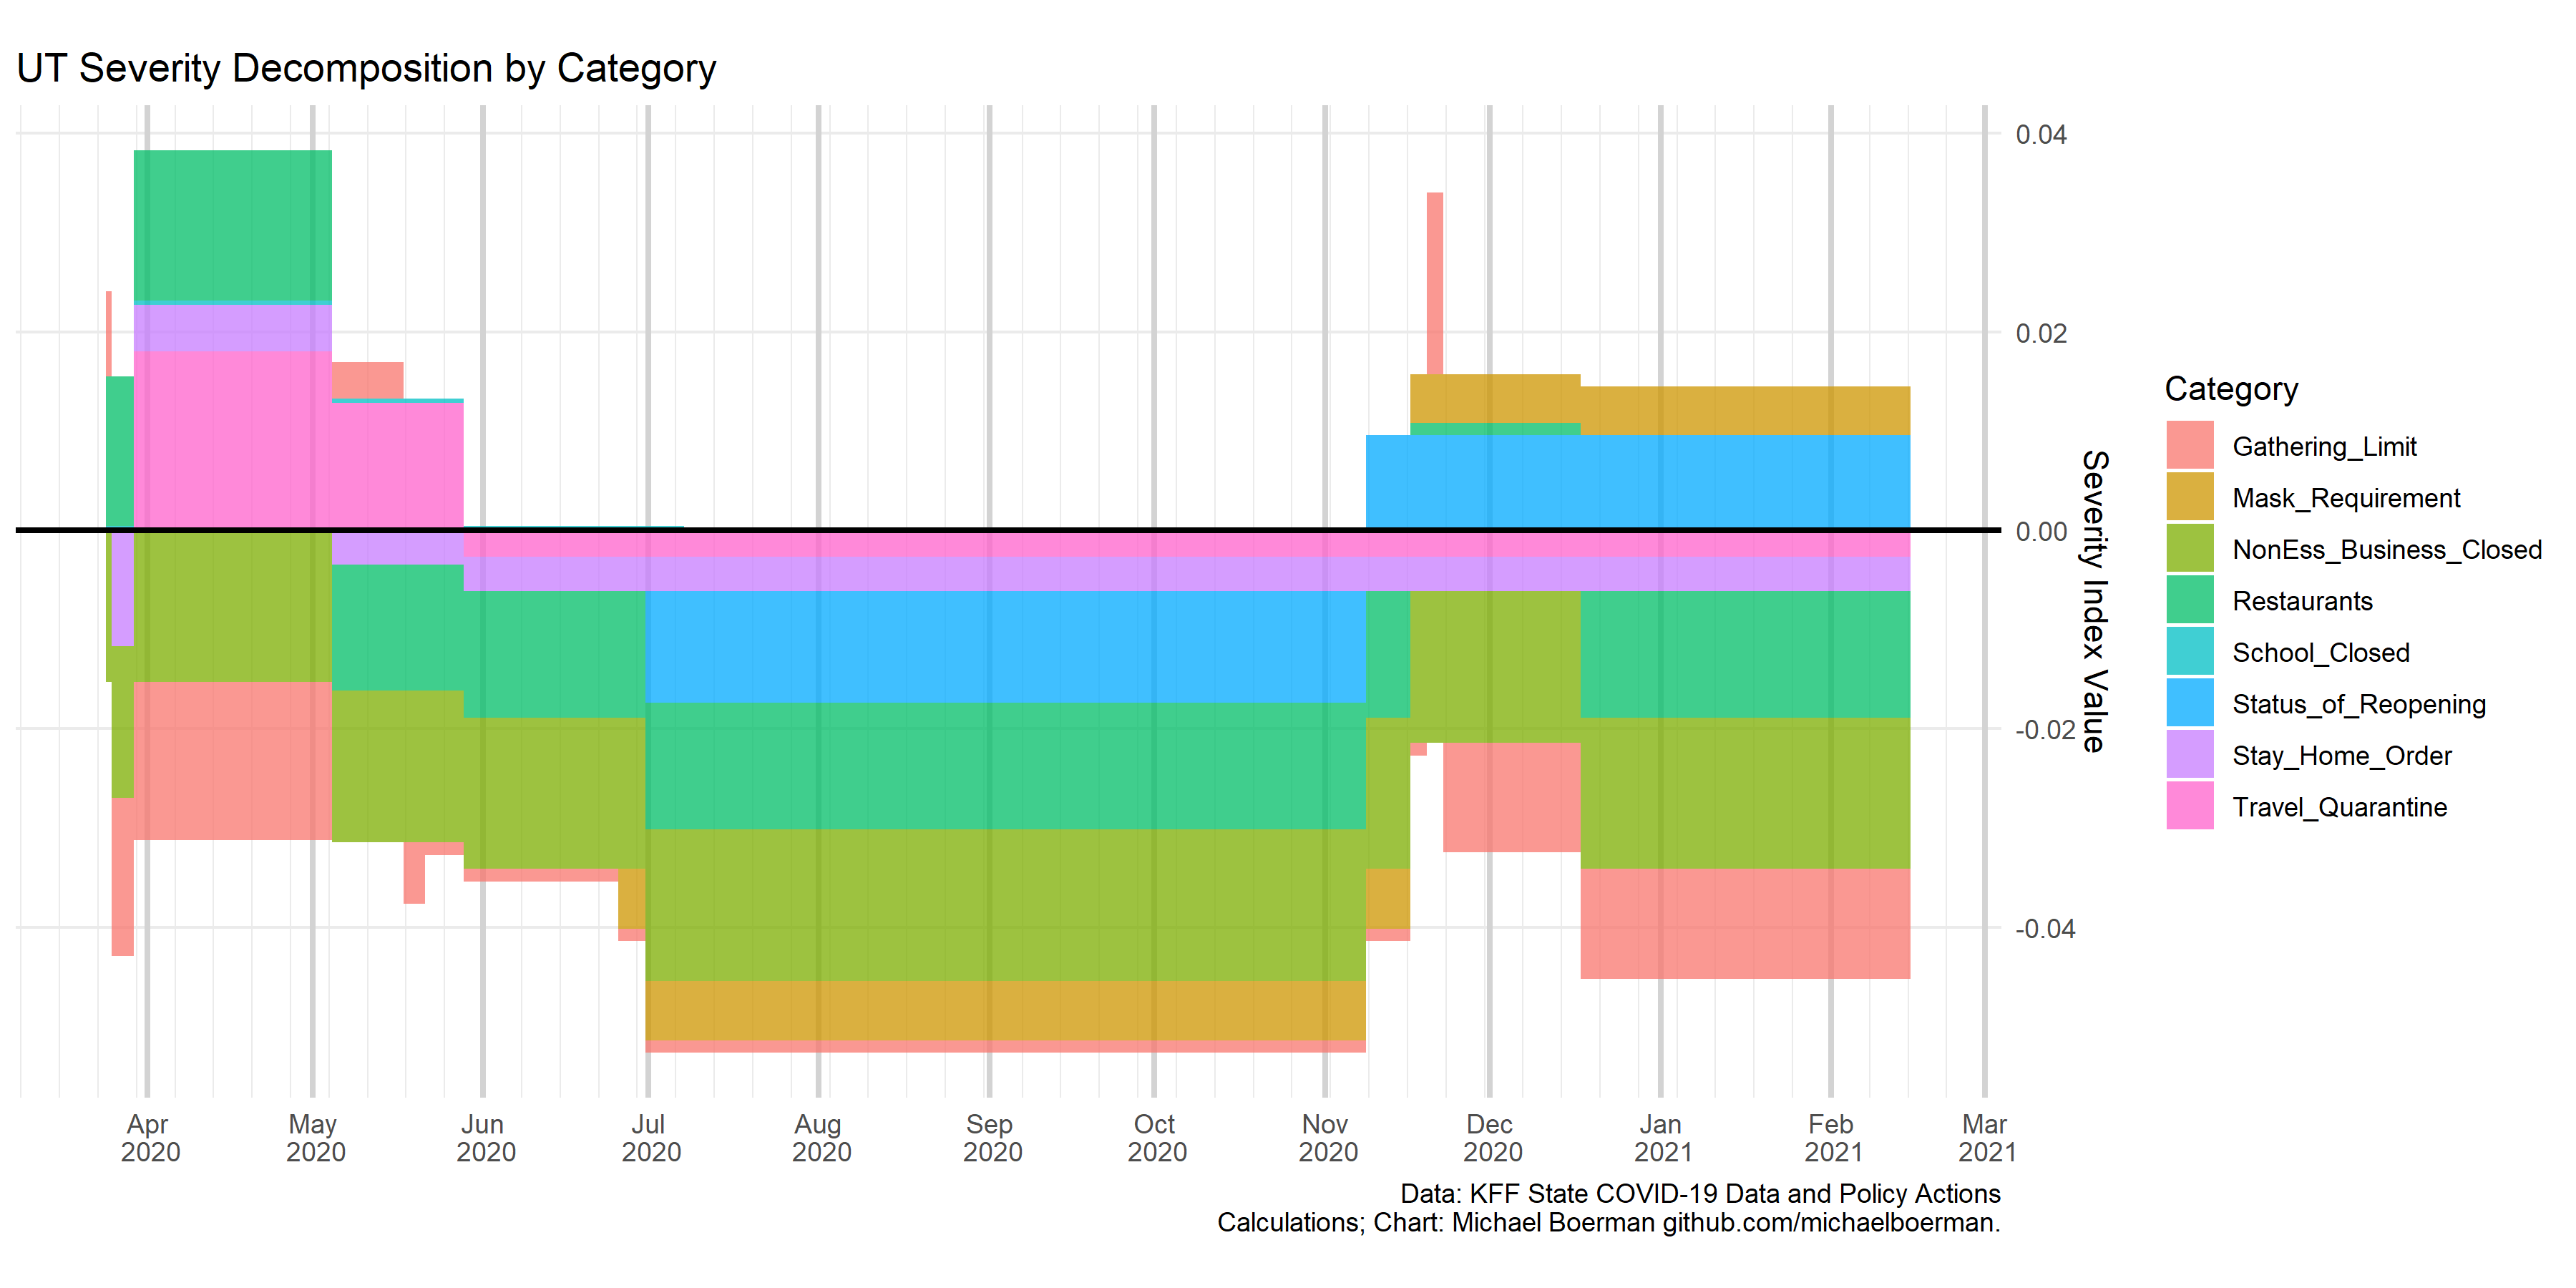 UT Severity Decomposition by Category
0.04
0.02
0.00
-0.02
-0.04
Severity Index Value
Apr
2020
May
2020
Jun
2020
Jul
2020
Aug
2020
Sep
2020
Oct
2020
Nov
2020
Dec
2020
Jan
2021
Feb
2021
Mar
2021
Category
Gathering_Limit
Mask_Requirement
NonEss_Business_Closed
Restaurants
School_Closed
Status_of_Reopening
Stay_Home_Order
Travel_Quarantine
Data: KFF State COVID-19 Data and Policy Actions
Calculations; Chart: Michael Boerman github.com/michaelboerman.